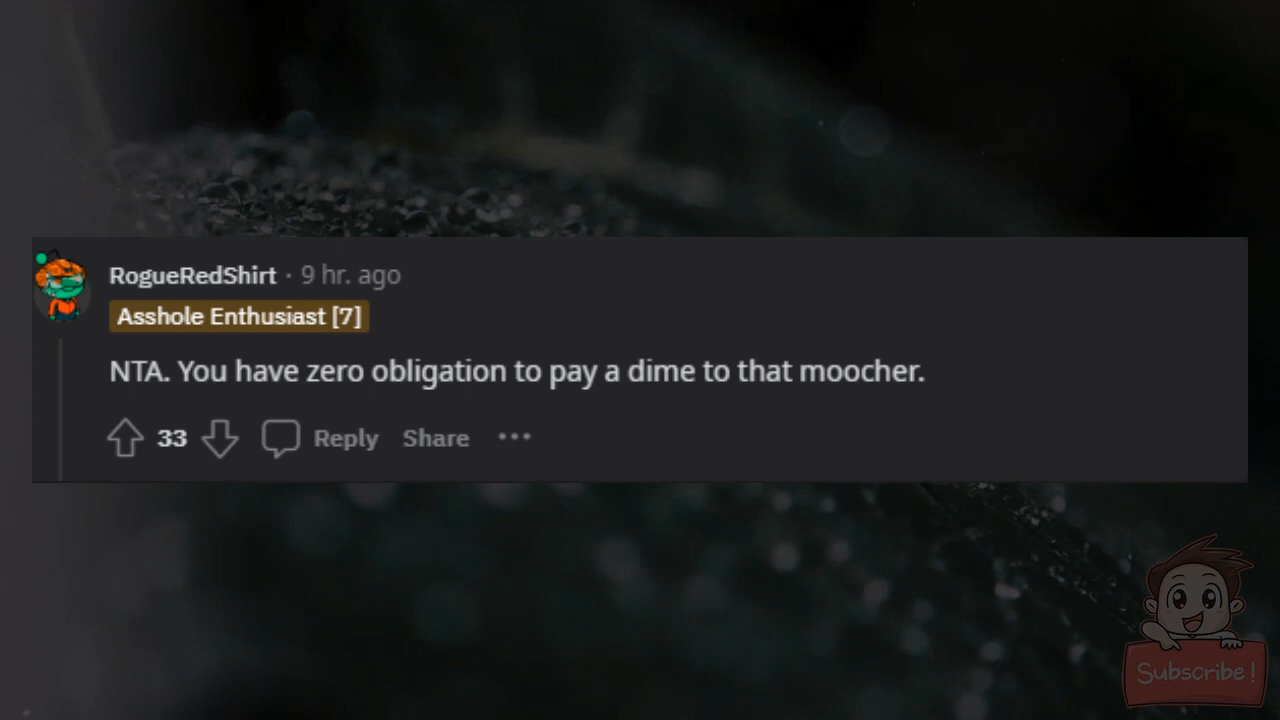 RogueRedShirt · 9 hr. ago
Asshole Enthusiast [7]
NTA. You have zero obligation to pay a dime to that moocher.
33 Reply Share ···
Subscribe!